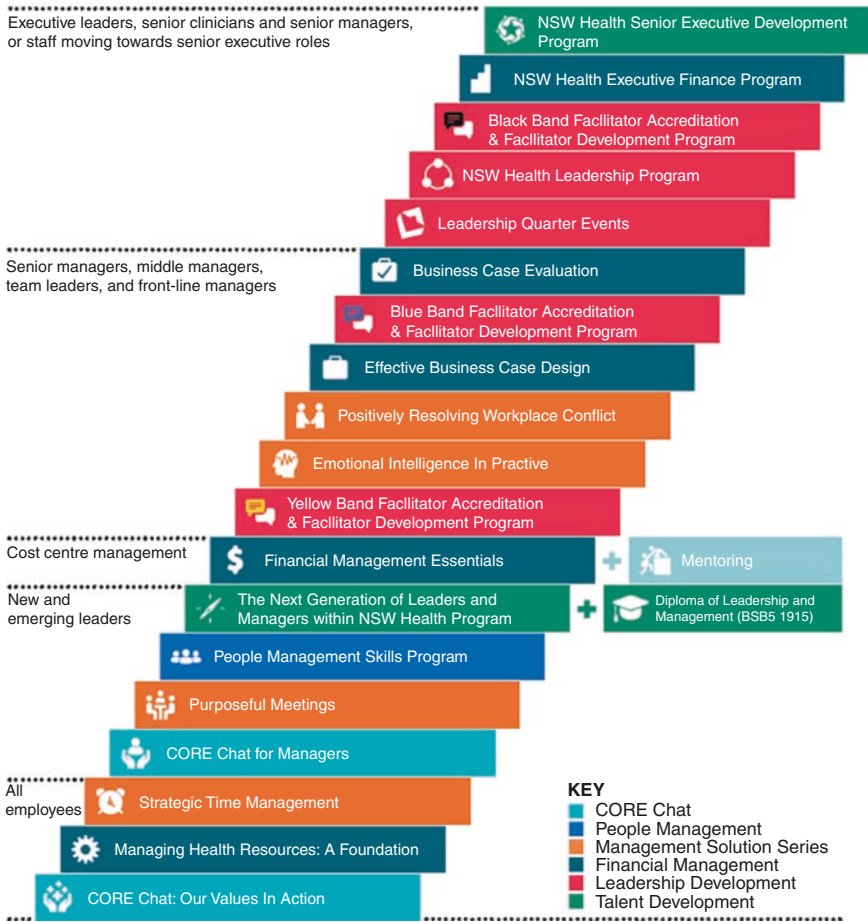 Executive leaders, senior clinicians and senior managers,
or staff moving towards senior executive roles
NSW Health Senior Executive Development
Program
NSW Health Executive Finance Program
Black Band Facllitator Accreditation
& Facllitator Development Program
NSW Health Leadership Program
Leadership Quarter Events
Senior managers, middle managers,
team leaders, and front-line managers
Business Case Evaluation
Blue Band Facllitator Accreditation
& Facllitator Development Program
Effective Business Case Design
Positively Resolving Workplace Conflict
Emotional Intelligence In Practive
Yellow Band Facllitator Accreditation
& Facllitator Development Program
Cost centre management
$ Financial Management Essentials
+ Mentoring
New and
emerging leaders
The Next Generation of Leaders and
Managers within NSW Health Program
+ Diploma of Leadership and
Management (BSB5 1915)
People Management Skills Program
Purposeful Meetings
CORE Chat for Managers
All
employees
Strategic Time Management
Managing Health Resources: A Foundation
CORE Chat: Our Values In Action
KEY
CORE Chat
People Management
Management Solution Series
Financial Management
Leadership Development
Talent Development